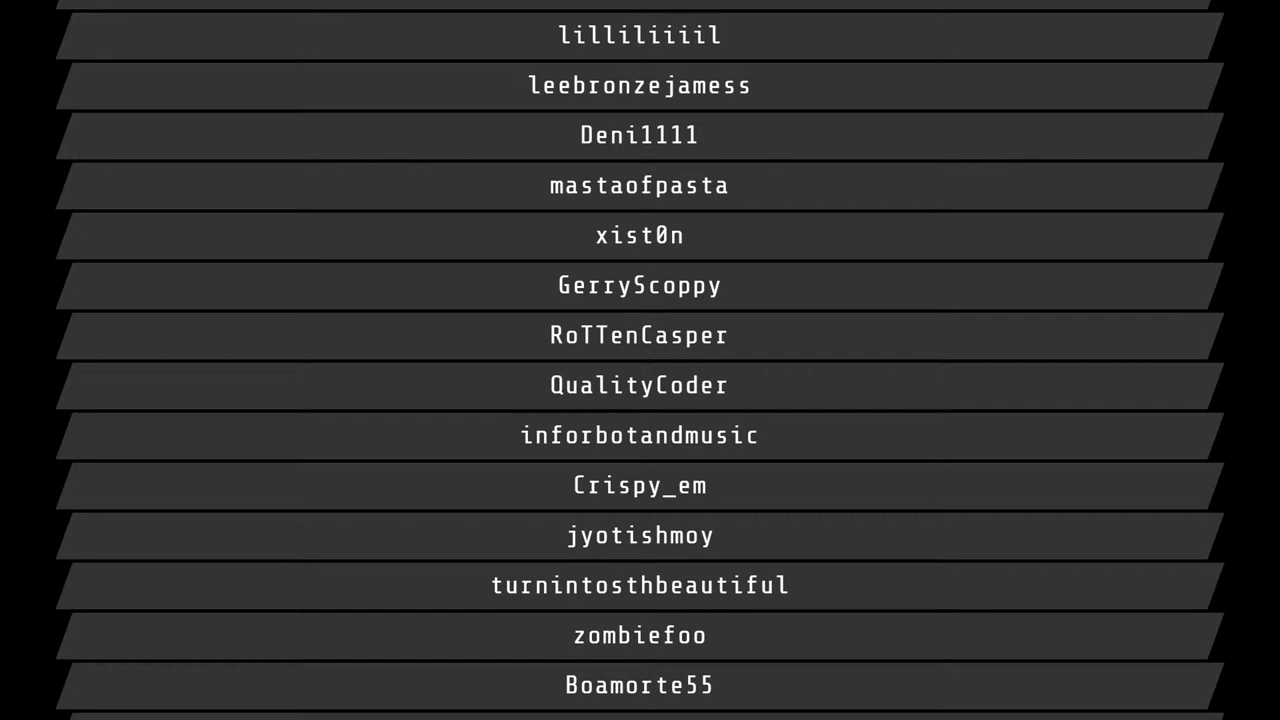 lilliliiiil
leebronzejamess
Deni1111
mastaofpasta
xist0n
GerryScoppy
RoTTenCasper
QualityCoder
inforbotandmusic
Crispy_em
jyotishmoy
turnintosthbeautiful
zombiefoo
Boamorte55